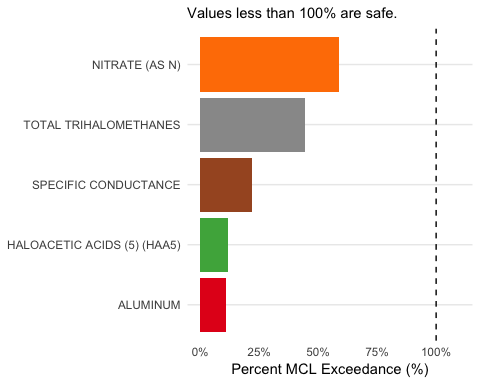 Values less than 100% are safe.
NITRATE (AS N)
TOTAL TRIHALOMETHANES
SPECIFIC CONDUCTANCE
HALOACETIC ACIDS (5) (HAA5)
ALUMINUM
0% 25% 50% 75% 100%
Percent MCL Exceedance (%)